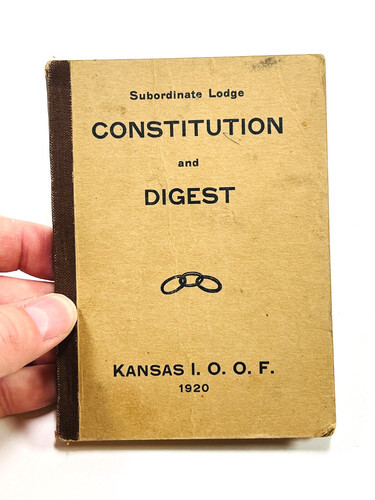 Subordinate Lodge
CONSTITUTION
and
DIGEST
KANSAS I. O. O. F.
1920